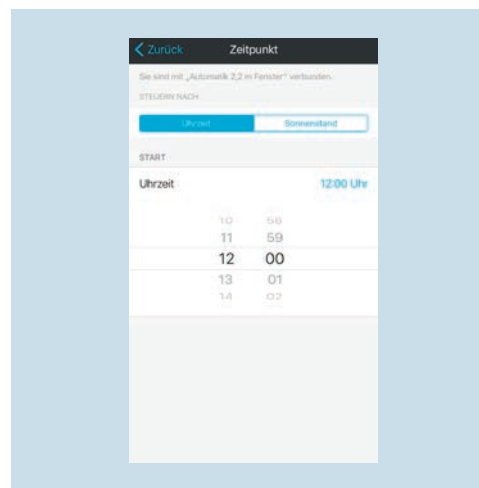 Zurück Zeitpunkt
Sie sind mit „Automatik 2,2 m Fenster“ verbunden.
STEUERN NACH
Uhrzeit Sonnenstand
START
Uhrzeit 12:00 Uhr
10 58
11 59
12 00
13 01
14 02